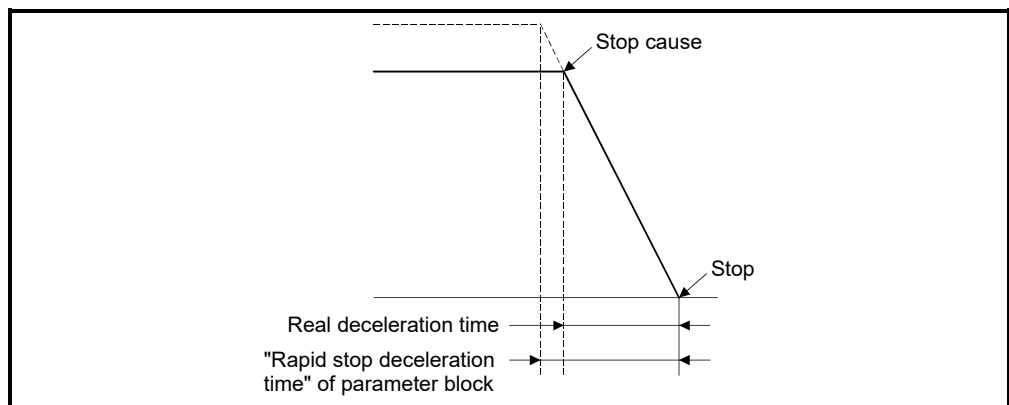 Stop cause
Stop
Real deceleration time
"Rapid stop deceleration
time" of parameter block